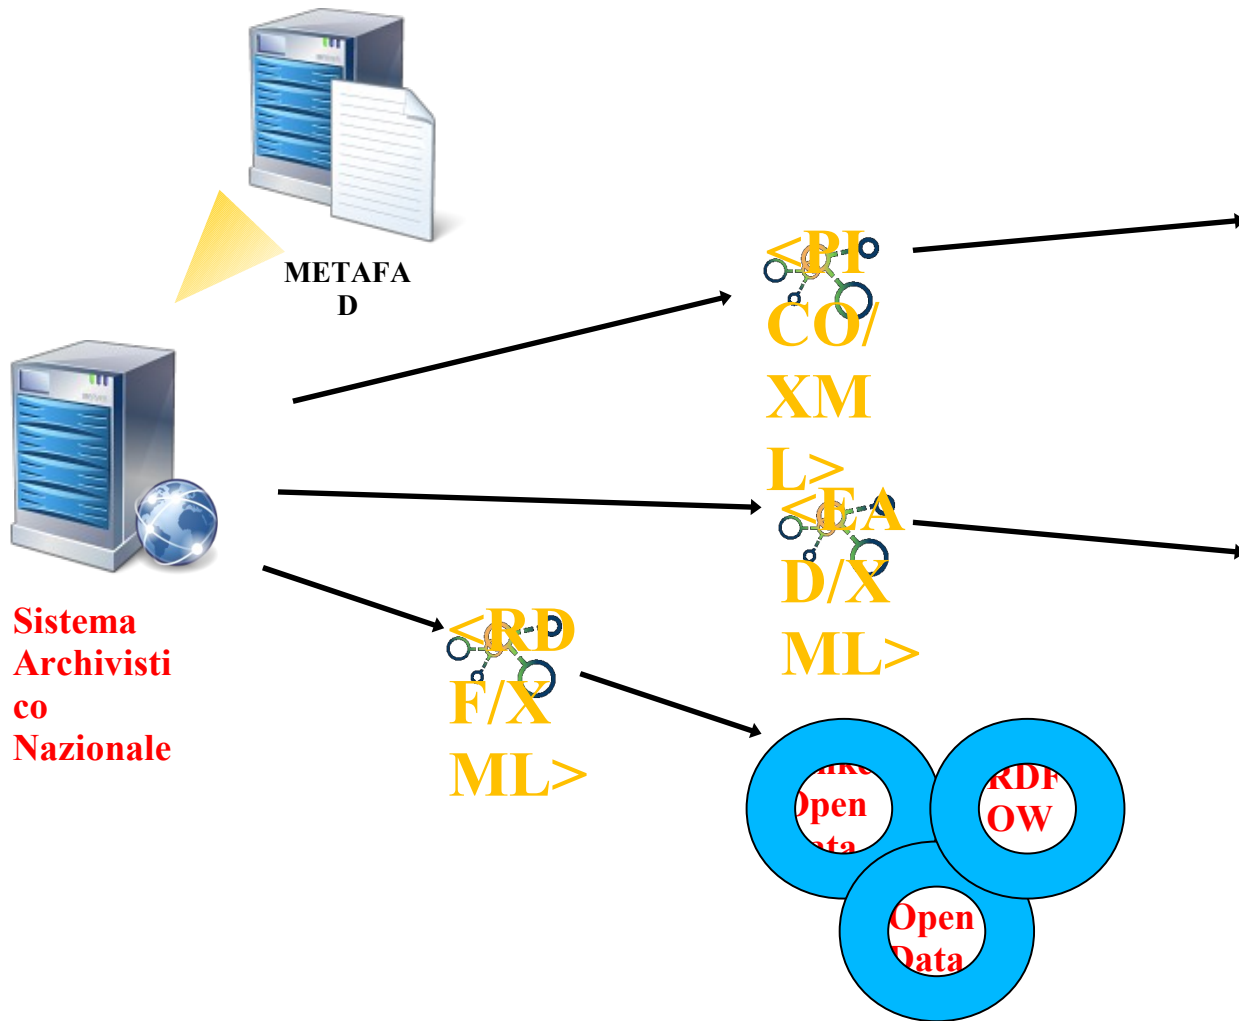 METAFA
D
<PI
CO/
XM
L>
<EA
D/X
ML>
Sistema
Archivisti
co
Nazionale
<RD
F/X
ML>
Open
RDF
OW
Open
Data